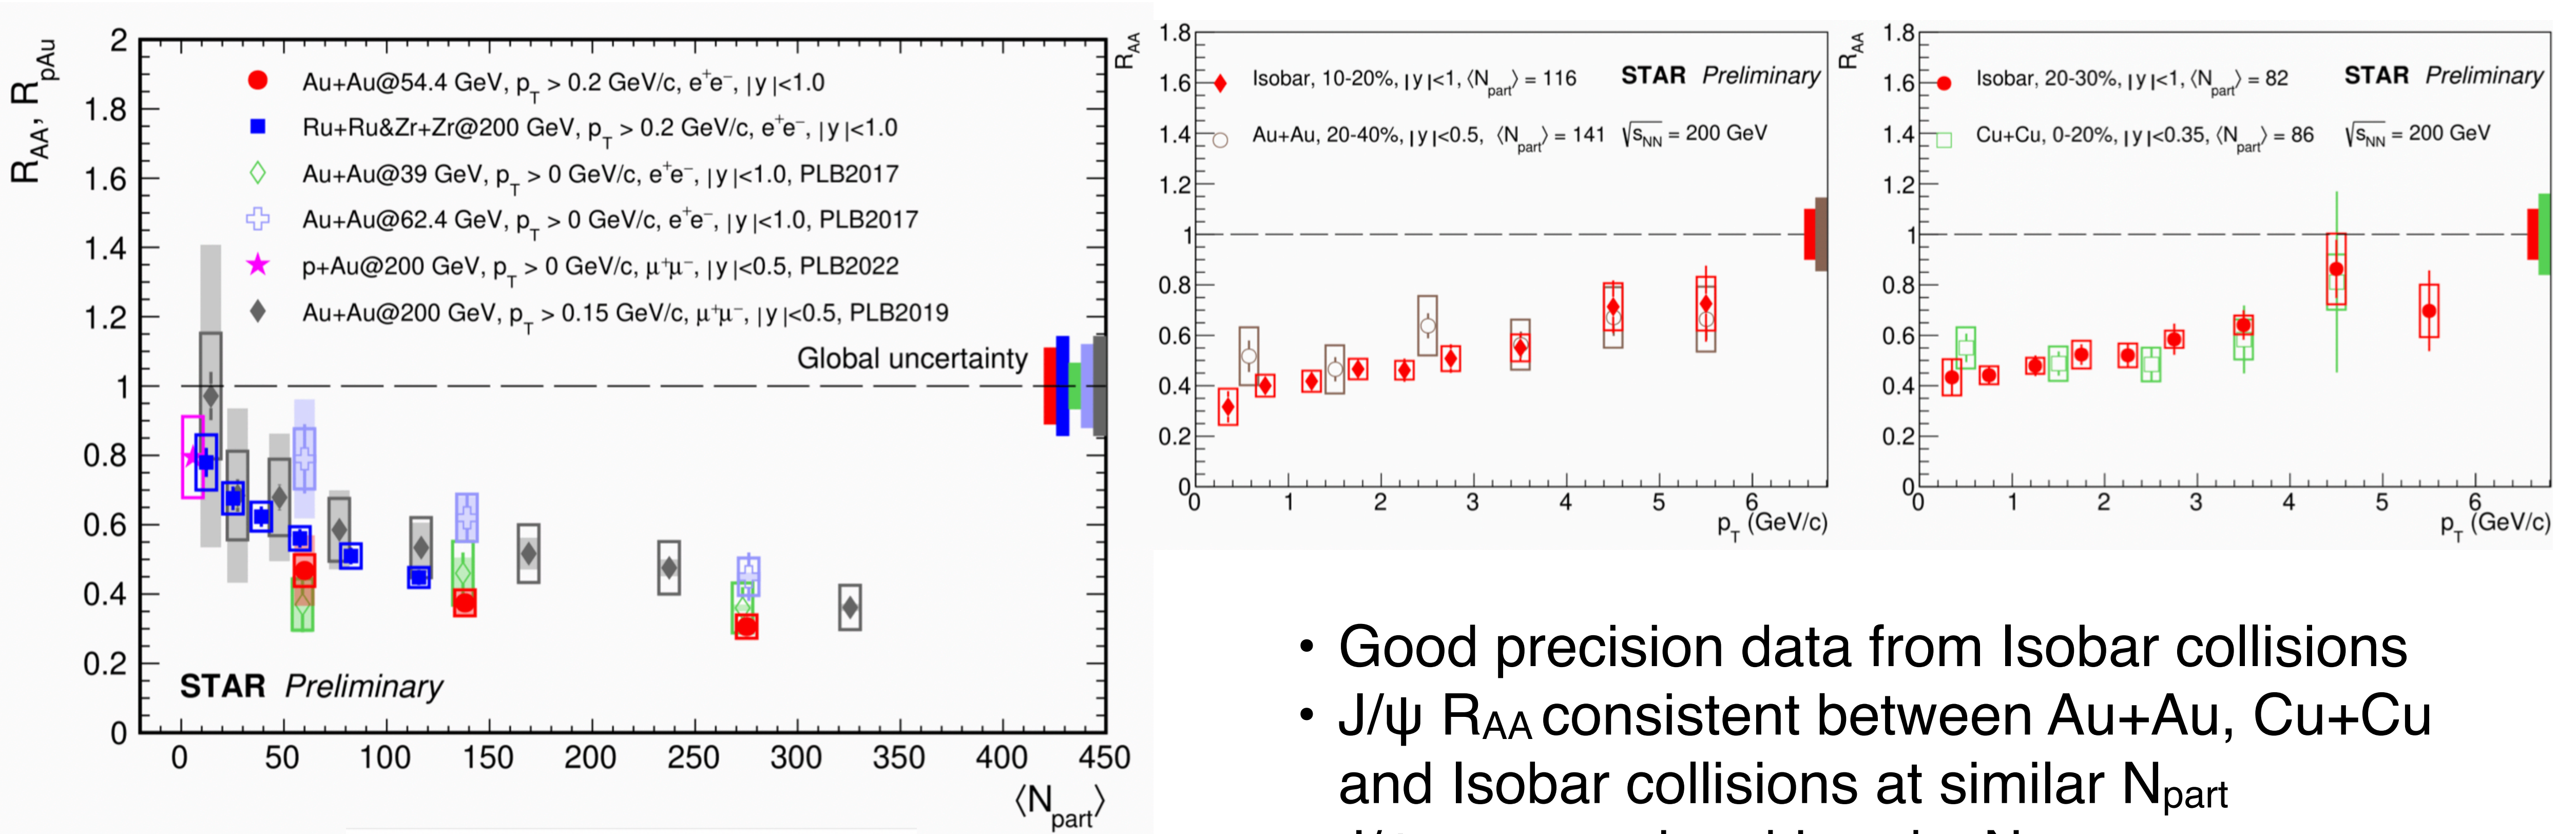 R_AA, R_pAu
2
1.8
1.6
1.4
1.2
1
0.8
0.6
0.4
0.2
0
Au+Au@54.4 GeV, p_T > 0.2 GeV/c, e⁺e⁻, |y|<1.0
Ru+Ru&Zr+Zr@200 GeV, p_T > 0.2 GeV/c, e⁺e⁻, |y|<1.0
Au+Au@39 GeV, p_T > 0 GeV/c, e⁺e⁻, |y|<1.0, PLB2017
Au+Au@62.4 GeV, p_T > 0 GeV/c, e⁺e⁻, |y|<1.0, PLB2017
p+Au@200 GeV, p_T > 0 GeV/c, μ⁺μ⁻, |y|<0.5, PLB2022
Au+Au@200 GeV, p_T > 0.15 GeV/c, μ⁺μ⁻, |y|<0.5, PLB2019
Global uncertainty
STAR Preliminary
0 50 100 150 200 250 300 350 400 450
⟨N_part⟩
R_AA
1.8
1.6
1.4
1.2
1
0.8
0.6
0.4
0.2
0
Isobar, 10-20%, |y|<1, ⟨N_part⟩ = 116 STAR Preliminary
Au+Au, 20-40%, |y|<0.5, ⟨N_part⟩ = 141 √s_NN = 200 GeV
0 1 2 3 4 5 6
p_T (GeV/c)
R_AA
1.8
1.6
1.4
1.2
1
0.8
0.6
0.4
0.2
0
Isobar, 20-30%, |y|<1, ⟨N_part⟩ = 82 STAR Preliminary
Cu+Cu, 0-20%, |y|<0.35, ⟨N_part⟩ = 86 √s_NN = 200 GeV
0 1 2 3 4 5 6
p_T (GeV/c)
• Good precision data from Isobar collisions
• J/ψ R_AA consistent between Au+Au, Cu+Cu
and Isobar collisions at similar N_part